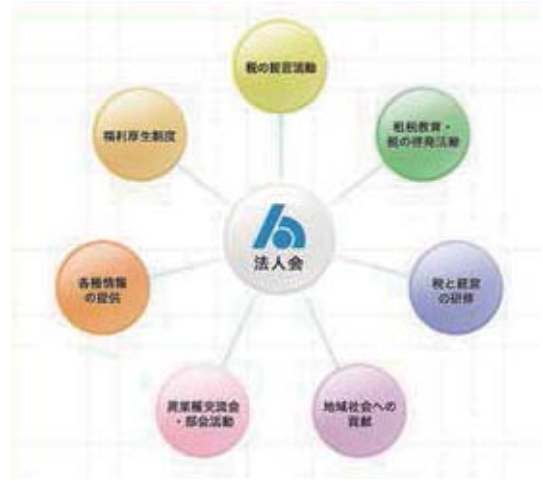 税の提言活動
租税教育・
税の啓発活動
税と経営
の研修
地域社会への
貢献
異業種交流会
・部会活動
各種情報
の提供
福利厚生制度
法人会